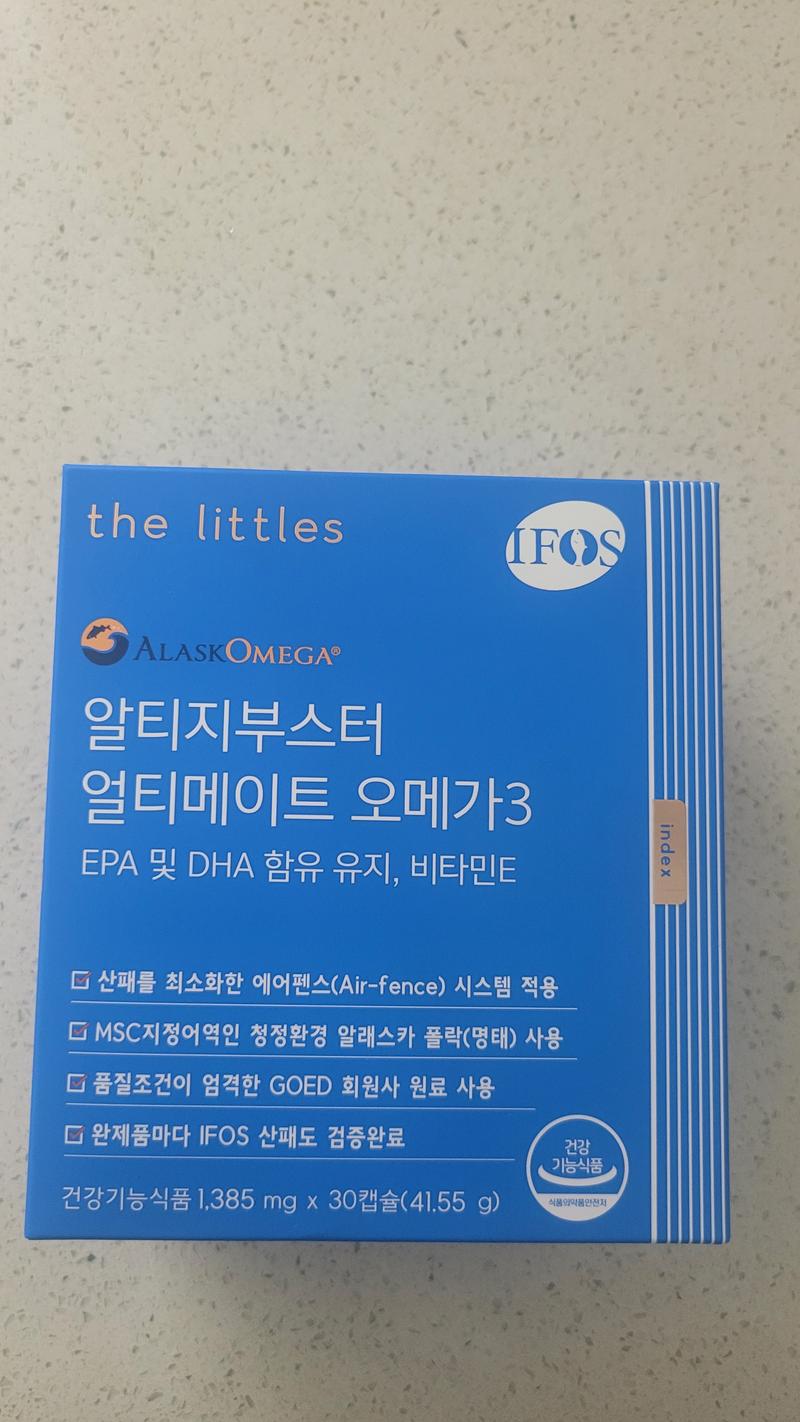 the littles
IFOS
ALASKOMEGA®
알티지부스터
얼티메이트 오메가3
EPA 및 DHA 함유 유지, 비타민E
index
산패를 최소화한 에어펜스(Air-fence) 시스템 적용
MSC지정어역인 청정환경 알래스카 폴락(명태) 사용
품질조건이 엄격한 GOED 회원사 원료 사용
완제품마다 IFOS 산패도 검증완료
건강기능식품 1,385 mg x 30캡슐(41.55 g)
건강
기능식품
식품의약품안전처